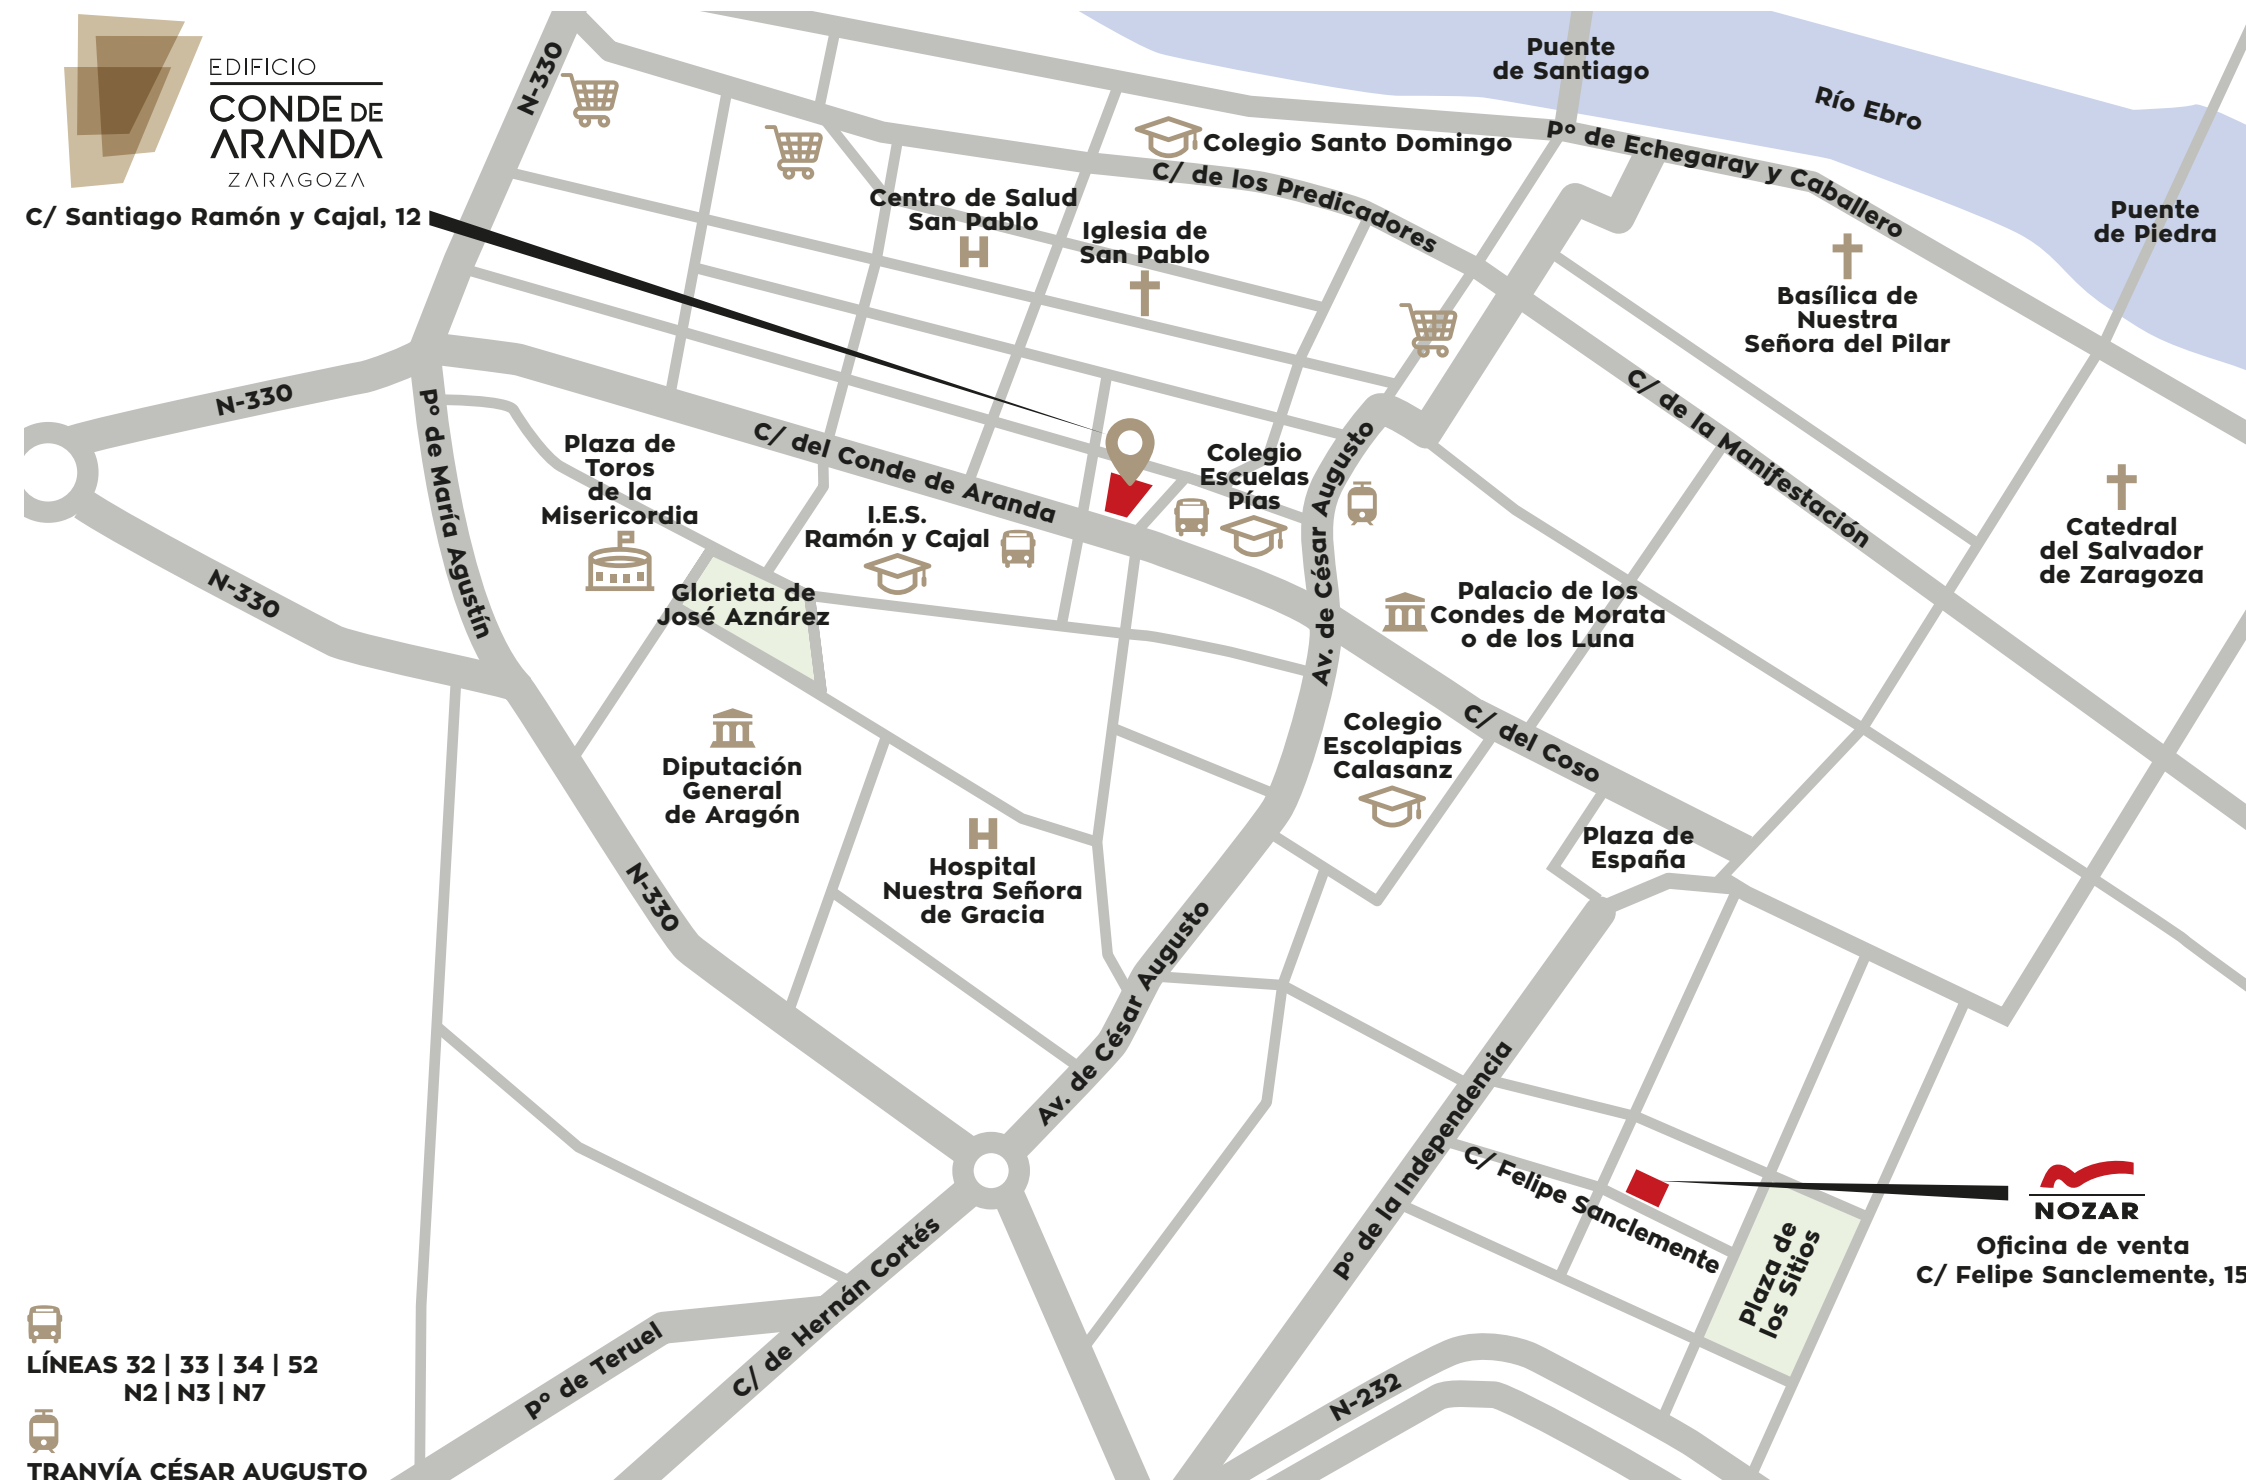 EDIFICIO
CONDE DE
ARANDA
ZARAGOZA
C/ Santiago Ramón y Cajal, 12
N-330
Puente
de Santiago
Río Ebro
Pº de Echegaray y Caballero
Puente
de Piedra
Colegio Santo Domingo
C/ de los Predicadores
Centro de Salud
San Pablo
H
Iglesia de
San Pablo
Basílica de
Nuestra
Señora del Pilar
N-330
Pº de María Agustín
C/ del Conde de Aranda
C/ de la Manifestación
Plaza de
Toros
de la
Misericordia
Colegio
Escuelas
Pías
Av. de César Augusto
I.E.S.
Ramón y Cajal
Catedral
del Salvador
de Zaragoza
N-330
Glorieta de
José Aznárez
Palacio de los
Condes de Morata
o de los Luna
Colegio
Escolapias
Calasanz
C/ del Coso
Diputación
General
de Aragón
Plaza de
España
H
Hospital
Nuestra Señora
de Gracia
N-330
Av. de César Augusto
Pº de la Independencia
C/ Felipe Sanclemente
Plaza de
los Sitios
NOZAR
Oficina de venta
C/ Felipe Sanclemente, 15
C/ de Hernán Cortés
Pº de Teruel
N-232
LÍNEAS 32 | 33 | 34 | 52
N2 | N3 | N7
TRANVÍA CÉSAR AUGUSTO